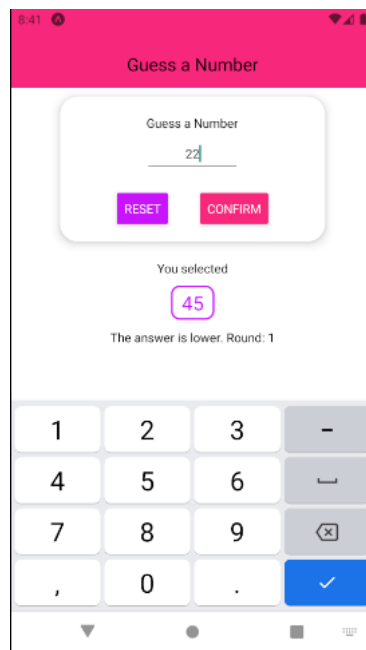 8:41
Guess a Number
Guess a Number
22
RESET CONFIRM
You selected
45
The answer is lower. Round: 1
1 2 3 -
4 5 6
7 8 9
, 0 .